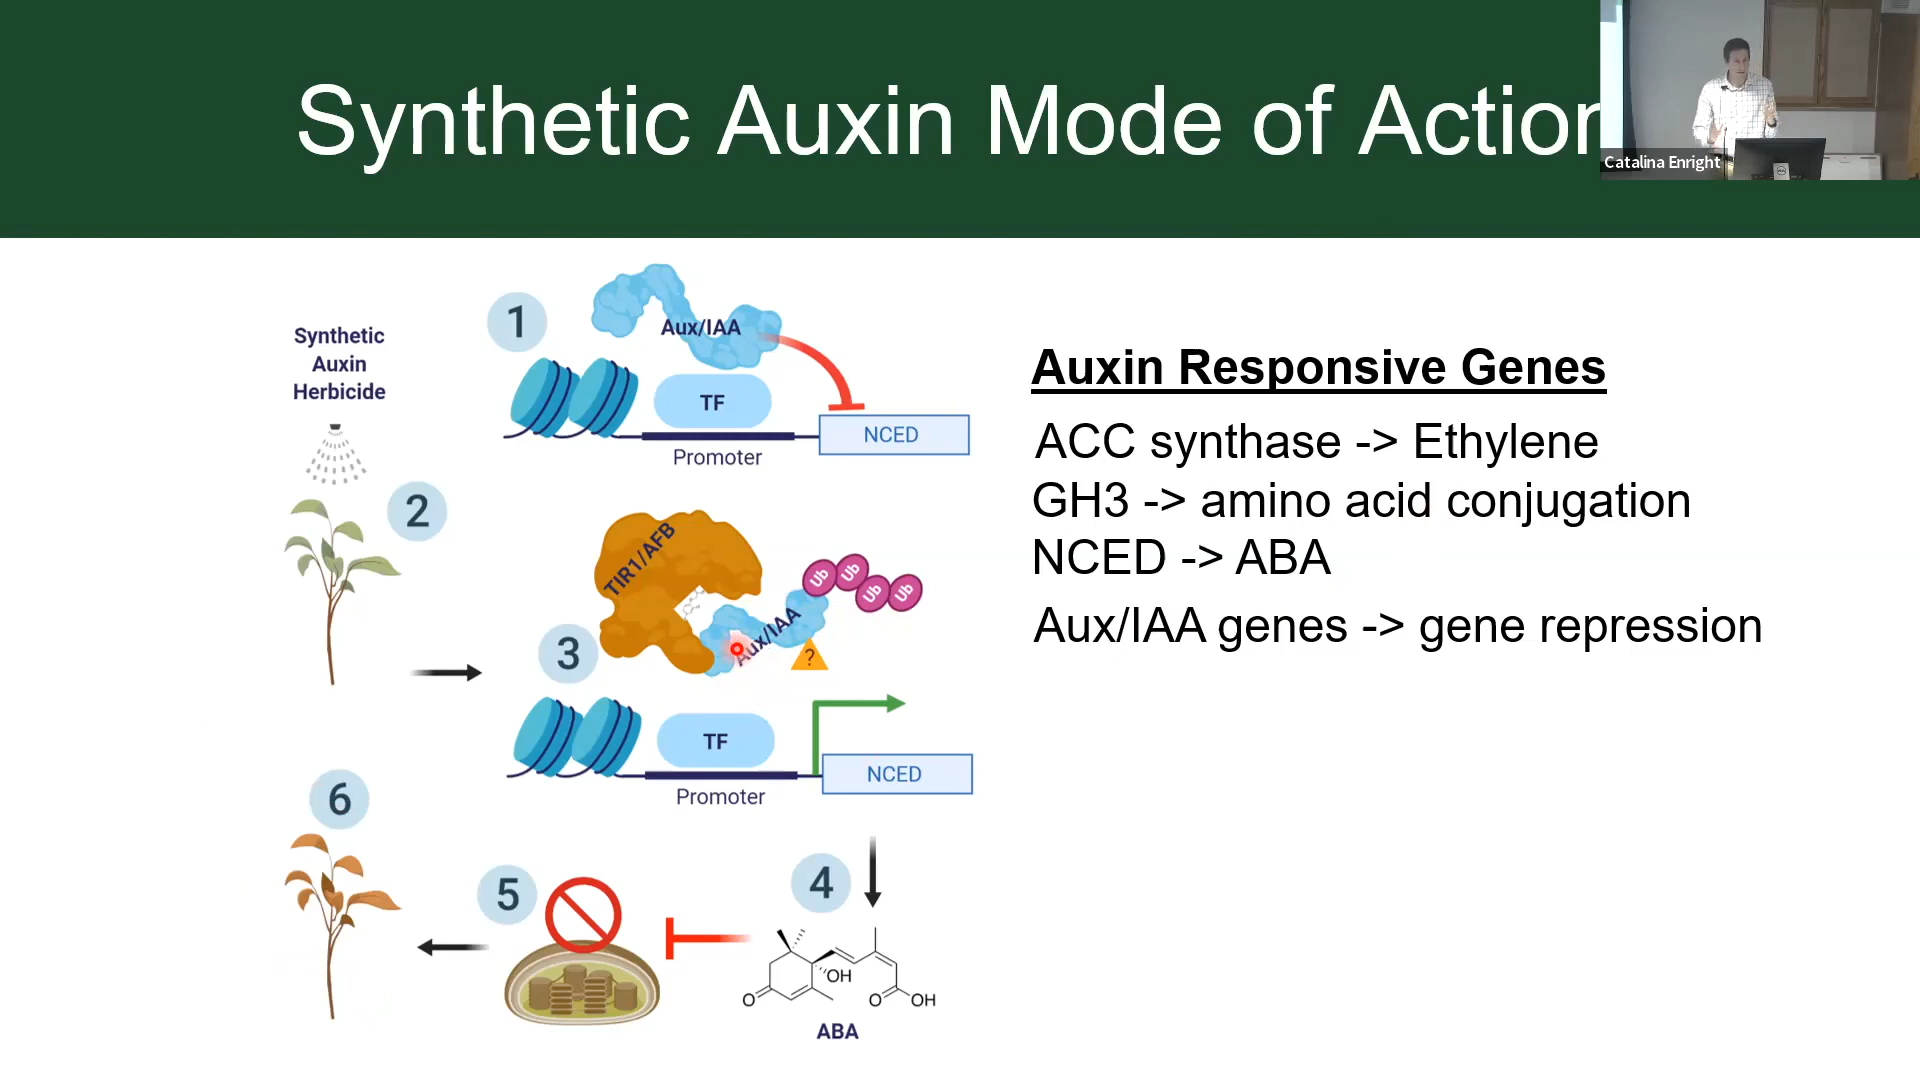 Synthetic Auxin Mode of Action
Catalina Enright
Synthetic
Auxin
Herbicide
1
Aux/IAA
TF
NCED
Promoter
2
TIR1/AFB
Ub Ub Ub Ub
Aux/IAA
?
3
TF
NCED
Promoter
4
OH
O
O
OH
ABA
5
6
Auxin Responsive Genes
ACC synthase -> Ethylene
GH3 -> amino acid conjugation
NCED -> ABA
Aux/IAA genes -> gene repression